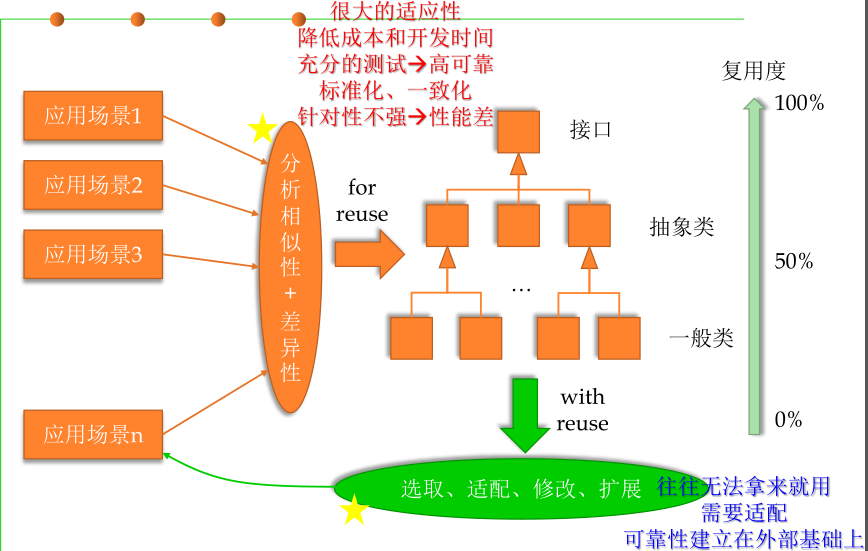 很大的适应性
降低成本和开发时间
充分的测试→高可靠
标准化、一致化
针对性不强→性能差
复用度
100%
应用场景1
应用场景2
应用场景3
应用场景n
分析相似性+差异性
for
reuse
接口
抽象类
50%
...
一般类
with
reuse
0%
选取、适配、修改、扩展
往往无法拿来就用
需要适配
可靠性建立在外部基础上